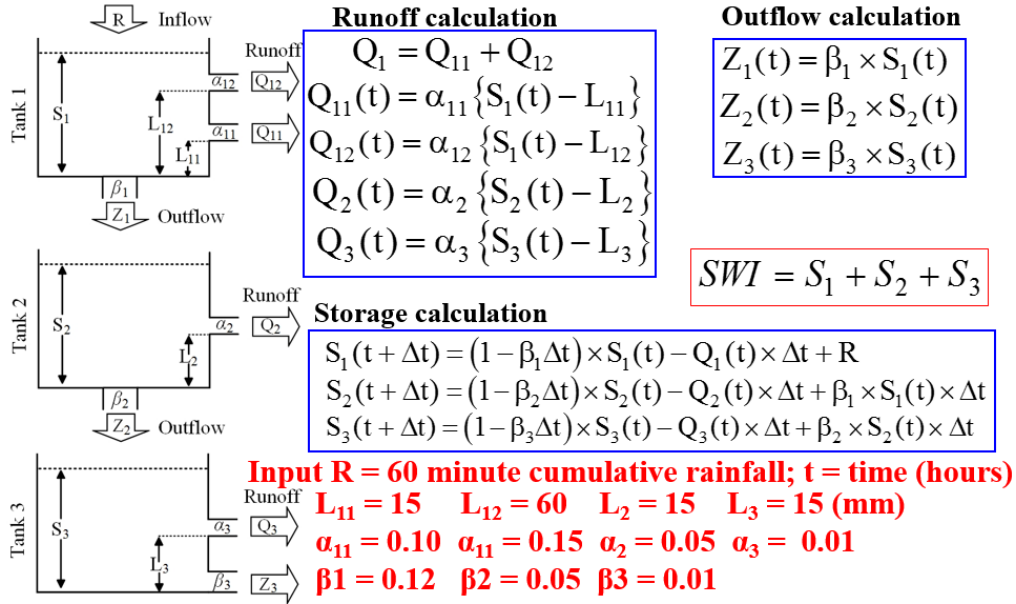 R Inflow
Runoff
Tank 1
S₁
L₁₂
L₁₁
α₁₂ Q₁₂
α₁₁ Q₁₁
β₁
Z₁ Outflow
Tank 2
S₂
L₂
Runoff
α₂ Q₂
β₂
Z₂ Outflow
Tank 3
S₃
L₃
Runoff
α₃ Q₃
β₃ Z₃
Runoff calculation
Q₁ = Q₁₁ + Q₁₂
Q₁₁(t) = α₁₁ {S₁(t) − L₁₁}
Q₁₂(t) = α₁₂ {S₁(t) − L₁₂}
Q₂(t) = α₂ {S₂(t) − L₂}
Q₃(t) = α₃ {S₃(t) − L₃}
Outflow calculation
Z₁(t) = β₁ × S₁(t)
Z₂(t) = β₂ × S₂(t)
Z₃(t) = β₃ × S₃(t)
SWI = S₁ + S₂ + S₃
Storage calculation
S₁(t + Δt) = (1 − β₁Δt) × S₁(t) − Q₁(t) × Δt + R
S₂(t + Δt) = (1 − β₂Δt) × S₂(t) − Q₂(t) × Δt + β₁ × S₁(t) × Δt
S₃(t + Δt) = (1 − β₃Δt) × S₃(t) − Q₃(t) × Δt + β₂ × S₂(t) × Δt
Input R = 60 minute cumulative rainfall; t = time (hours)
L₁₁ = 15 L₁₂ = 60 L₂ = 15 L₃ = 15 (mm)
α₁₁ = 0.10 α₁₁ = 0.15 α₂ = 0.05 α₃ = 0.01
β1 = 0.12 β2 = 0.05 β3 = 0.01